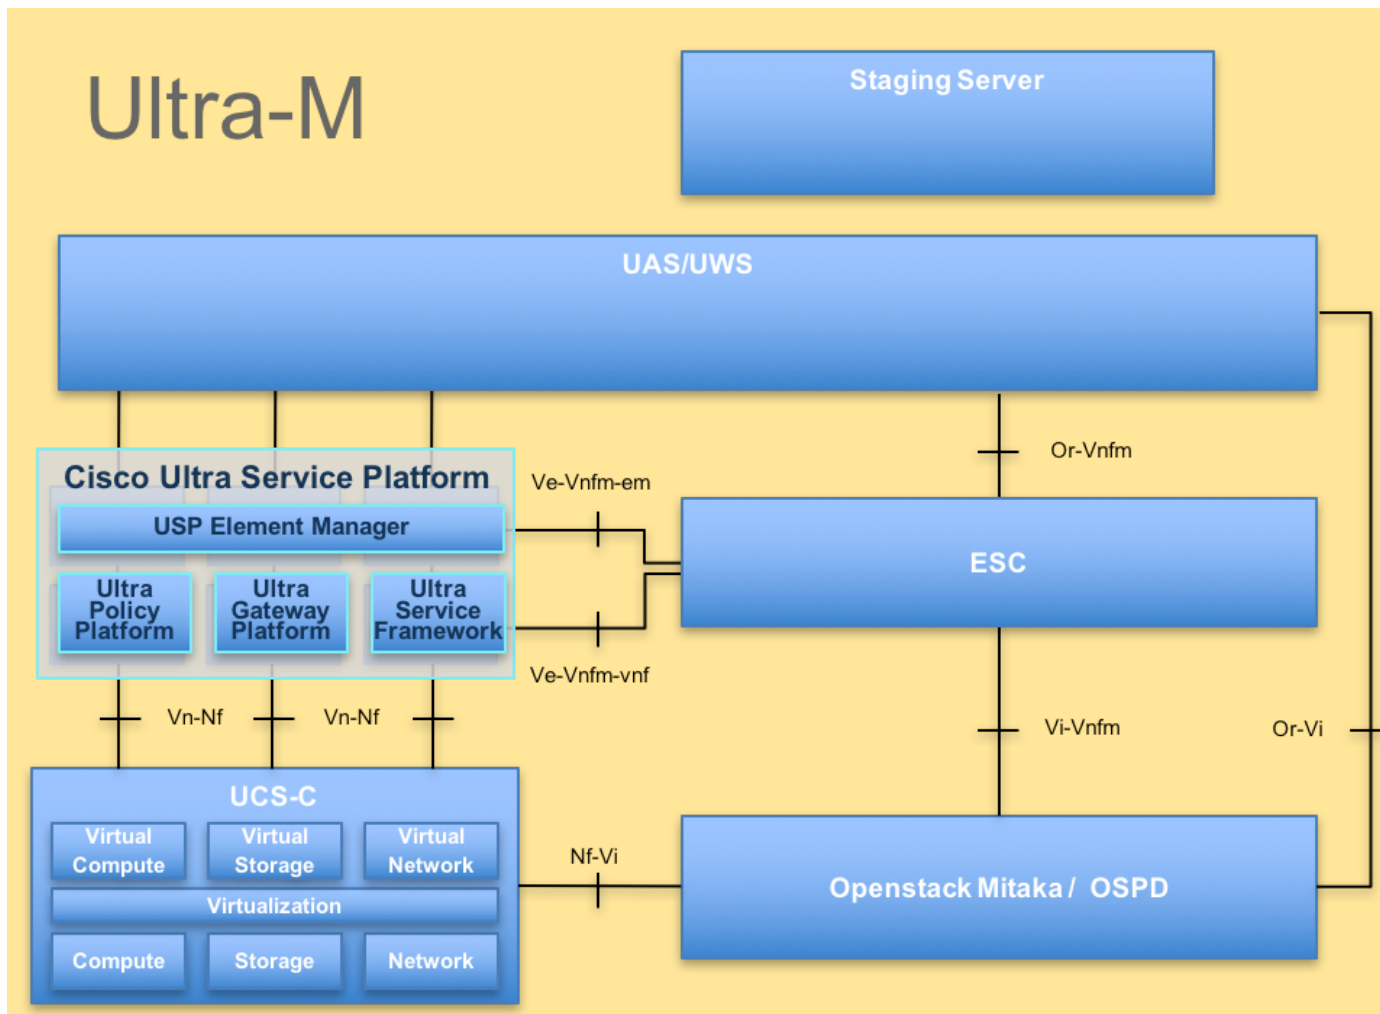 Ultra-M
Staging Server
UAS/UWS
Or-Vnfm
Cisco Ultra Service Platform
Ve-Vnfm-em
USP Element Manager
ESC
Ultra
Policy
Platform
Ultra
Gateway
Platform
Ultra
Service
Framework
Ve-Vnfm-vnf
Vn-Nf
Vn-Nf
Vi-Vnfm
Or-Vi
UCS-C
Virtual
Compute
Virtual
Storage
Virtual
Network
Nf-Vi
Openstack Mitaka / OSPD
Virtualization
Compute
Storage
Network